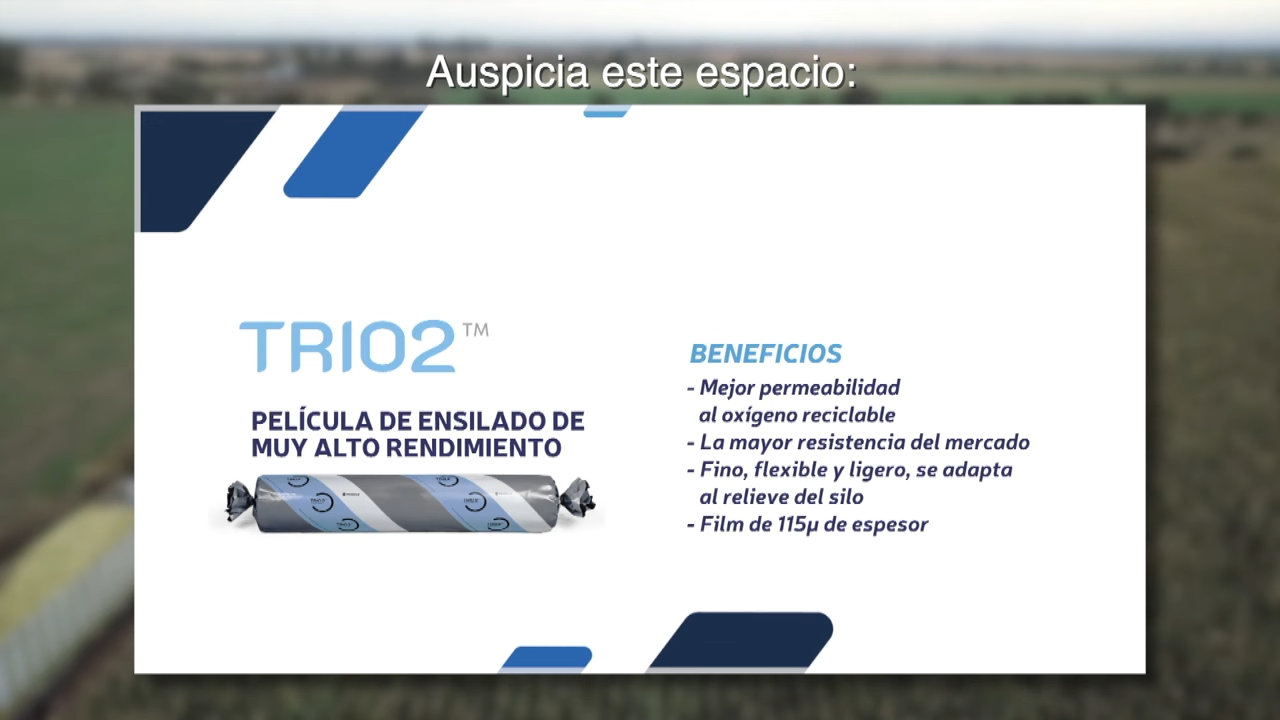 Auspicia este espacio:
TRIO2™
PELÍCULA DE ENSILADO DE
MUY ALTO RENDIMIENTO
BENEFICIOS
- Mejor permeabilidad
al oxígeno reciclable
- La mayor resistencia del mercado
- Fino, flexible y ligero, se adapta
al relieve del silo
- Film de 115µ de espesor